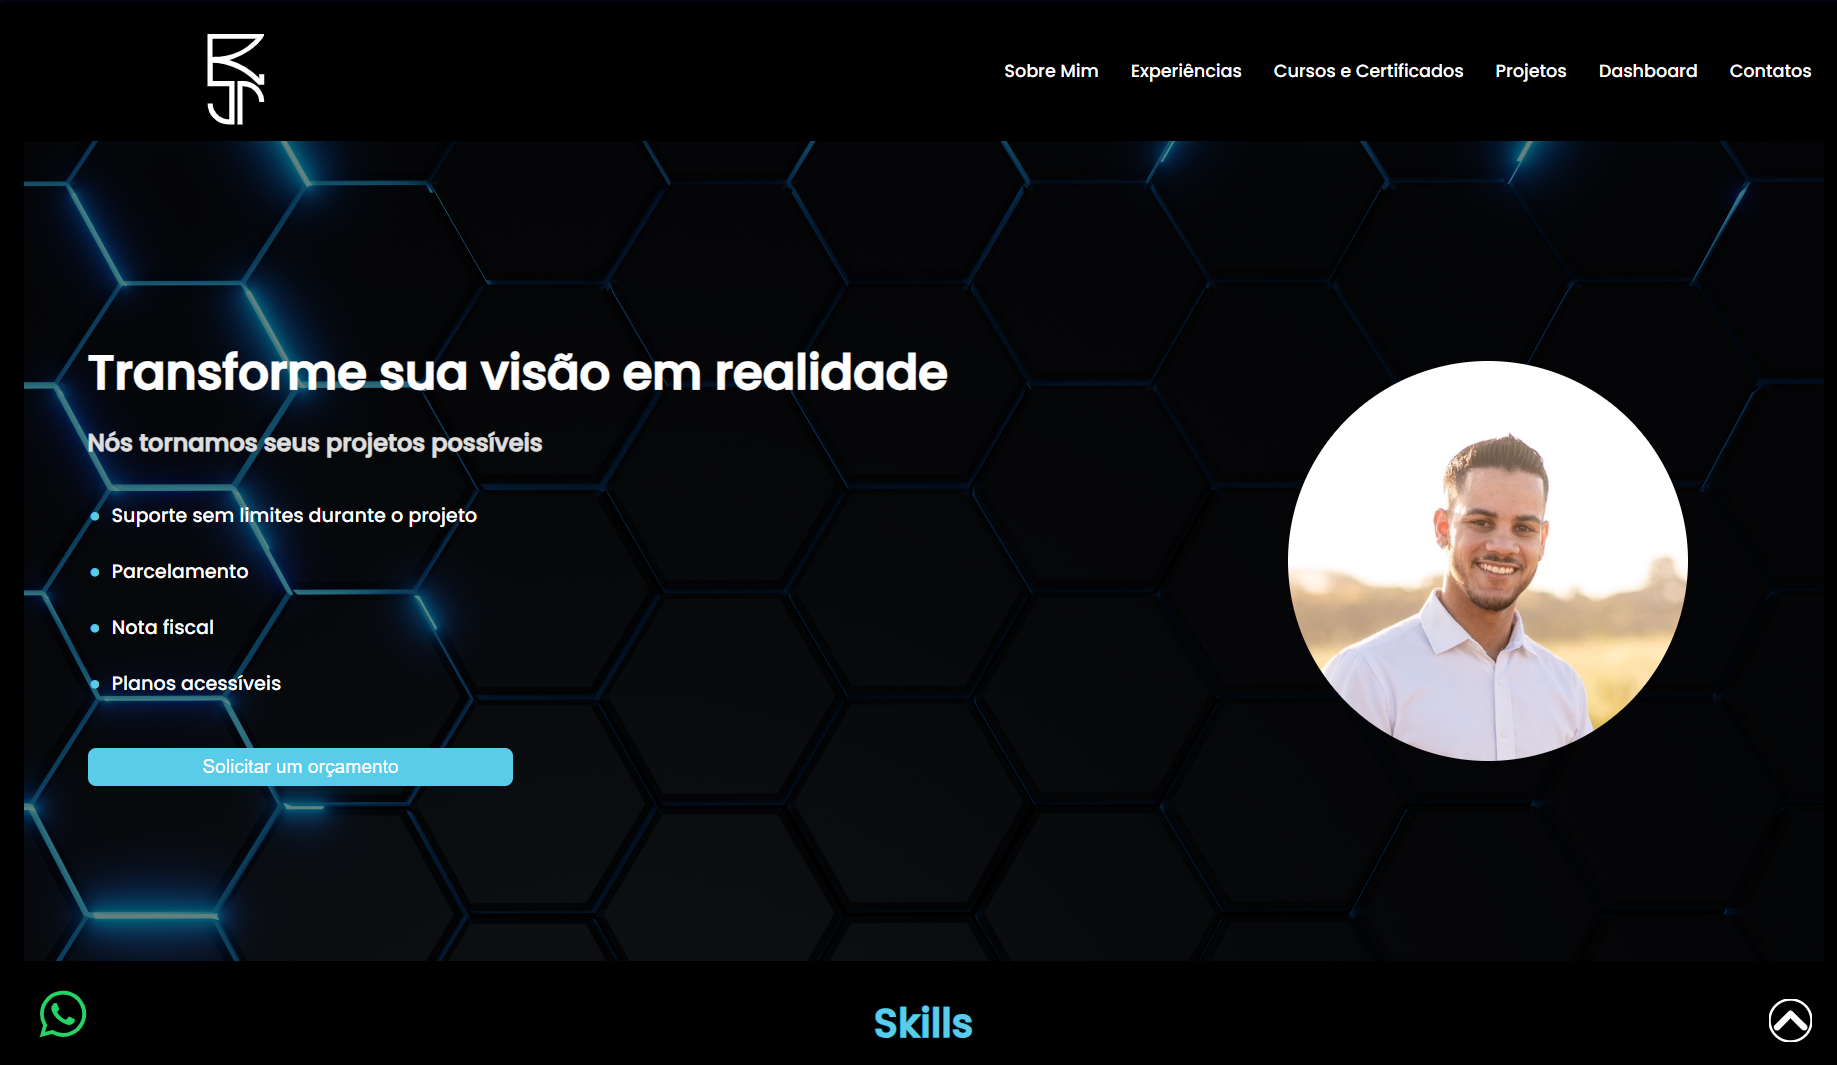 Sobre Mim Experiências Cursos e Certificados Projetos Dashboard Contatos
Transforme sua visão em realidade
Nós tornamos seus projetos possíveis
Suporte sem limites durante o projeto
Parcelamento
Nota fiscal
Planos acessíveis
Solicitar um orçamento
Skills